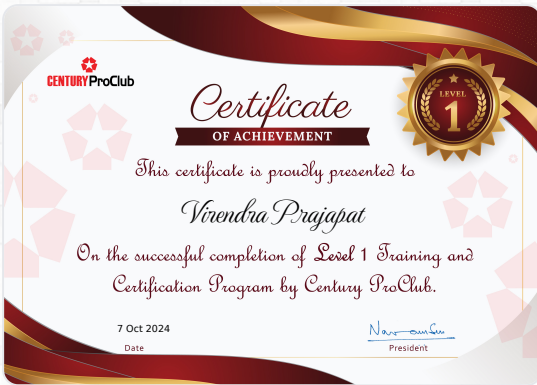 CENTURY ProClub
Certificate
OF ACHIEVEMENT
LEVEL
1
This certificate is proudly presented to
Virendra Prajapat
On the successful completion of Level 1 Training and
Certification Program by Century ProClub.
7 Oct 2024
Date
President